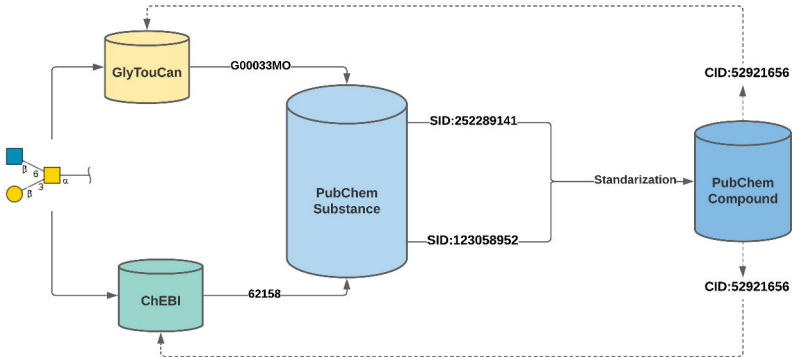 GlyTouCan
G00033MO
CID:52921656
SID:252289141
PubChem
Substance
Standarization
PubChem
Compound
β
6
3
β
α
SID:123058952
ChEBI
62158
CID:52921656